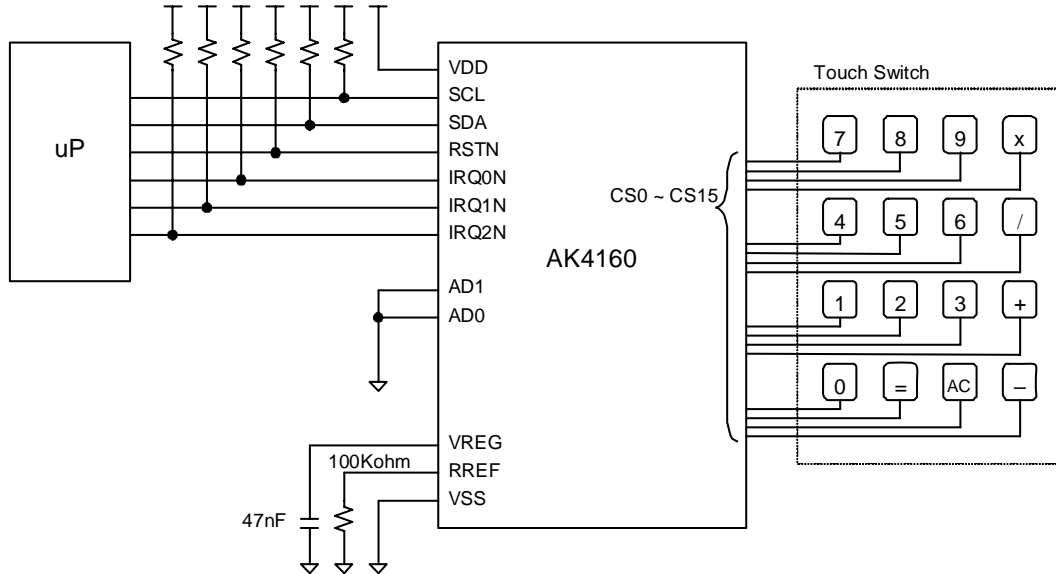 uP
VDD
SCL
SDA
RSTN
IRQ0N
IRQ1N
IRQ2N
AD1
AD0
VREG
RREF
VSS
100Kohm
47nF
AK4160
CS0 ~ CS15
Touch Switch
7 8 9 x
4 5 6 /
1 2 3 +
0 = AC –